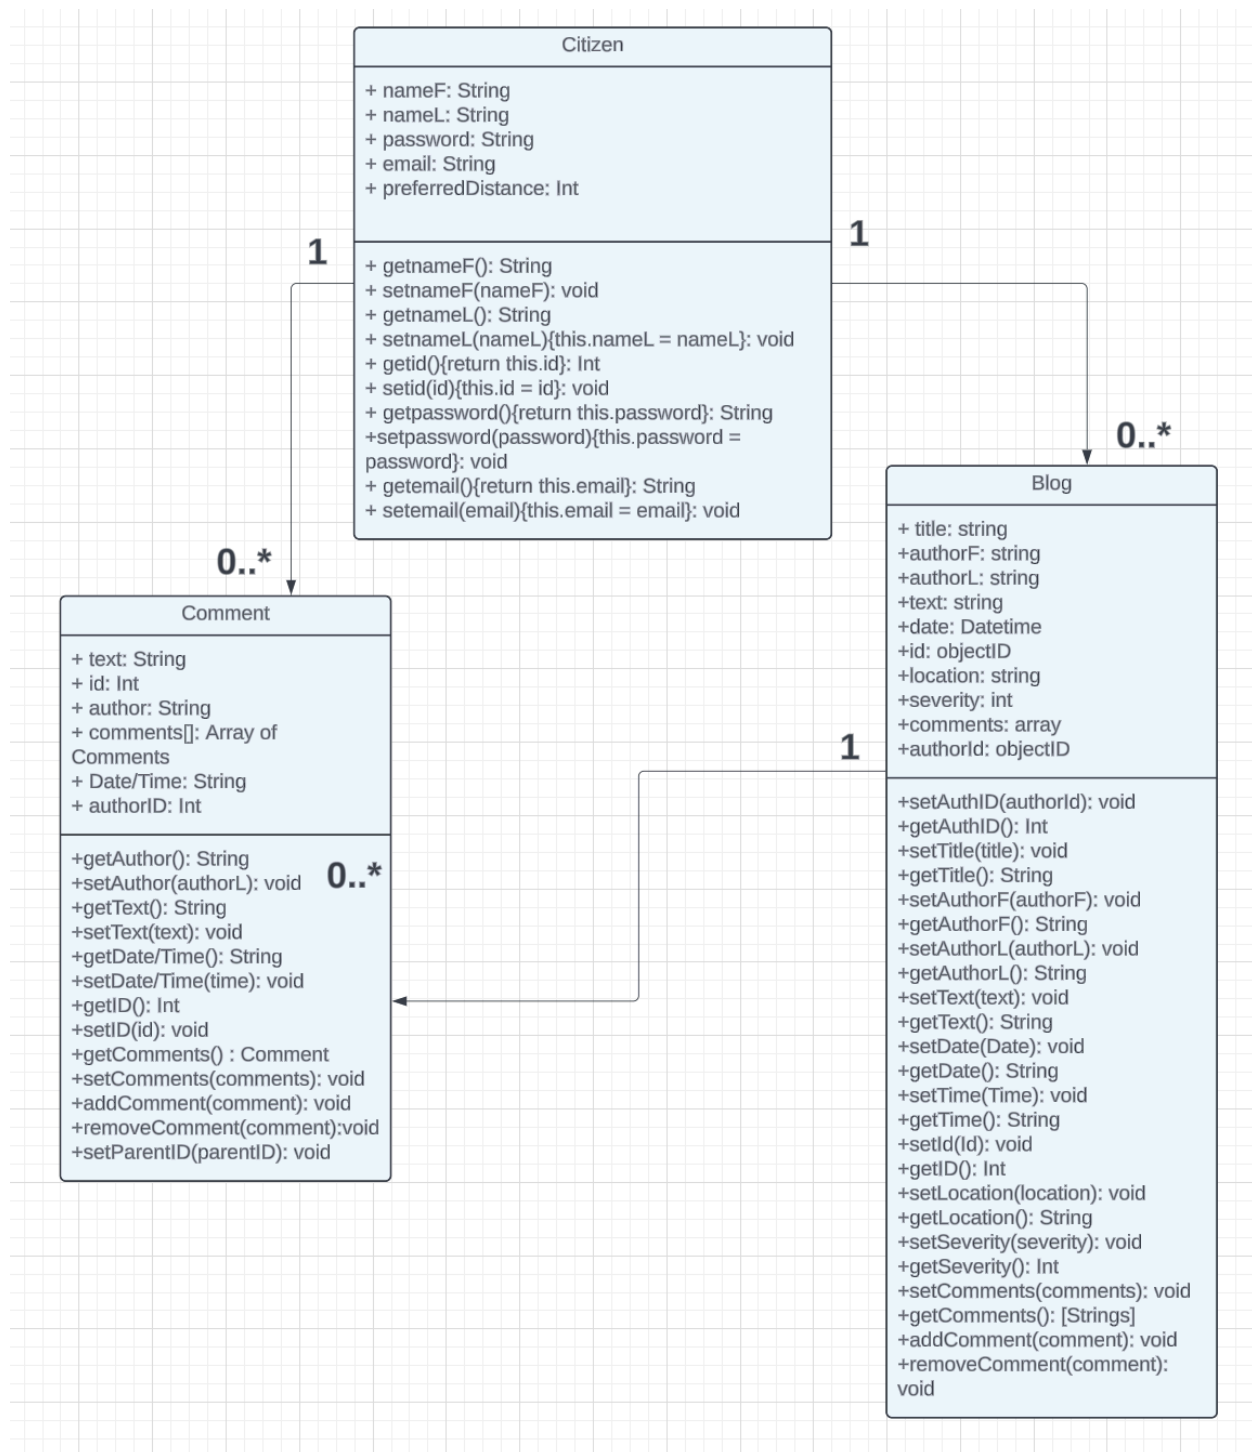 Citizen
+ nameF: String
+ nameL: String
+ password: String
+ email: String
+ preferredDistance: Int
1
1
+ getnameF(): String
+ setnameF(nameF): void
+ getnameL(): String
+ setnameL(nameL){this.nameL = nameL}: void
+ getid(){return this.id}: Int
+ setid(id){this.id = id}: void
+ getpassword(){return this.password}: String
+setpassword(password){this.password =
password}: void
+ getemail(){return this.email}: String
+ setemail(email){this.email = email}: void
0..*
0..*
Comment
+ text: String
+ id: Int
+ author: String
+ comments[]: Array of
Comments
+ Date/Time: String
+ authorID: Int
+getAuthor(): String
+setAuthor(authorL): void
+getText(): String
+setText(text): void
+getDate/Time(): String
+setDate/Time(time): void
+getID(): Int
+setID(id): void
+getComments() : Comment
+setComments(comments): void
+addComment(comment): void
+removeComment(comment):void
+setParentID(parentID): void
0..*
1
Blog
+ title: string
+authorF: string
+authorL: string
+text: string
+date: Datetime
+id: objectID
+location: string
+severity: int
+comments: array
+authorId: objectID
+setAuthID(authorId): void
+getAuthID(): Int
+setTitle(title): void
+getTitle(): String
+setAuthorF(authorF): void
+getAuthorF(): String
+setAuthorL(authorL): void
+getAuthorL(): String
+setText(text): void
+getText(): String
+setDate(Date): void
+getDate(): String
+setTime(Time): void
+getTime(): String
+setId(Id): void
+getID(): Int
+setLocation(location): void
+getLocation(): String
+setSeverity(severity): void
+getSeverity(): Int
+setComments(comments): void
+getComments(): [Strings]
+addComment(comment): void
+removeComment(comment):
void